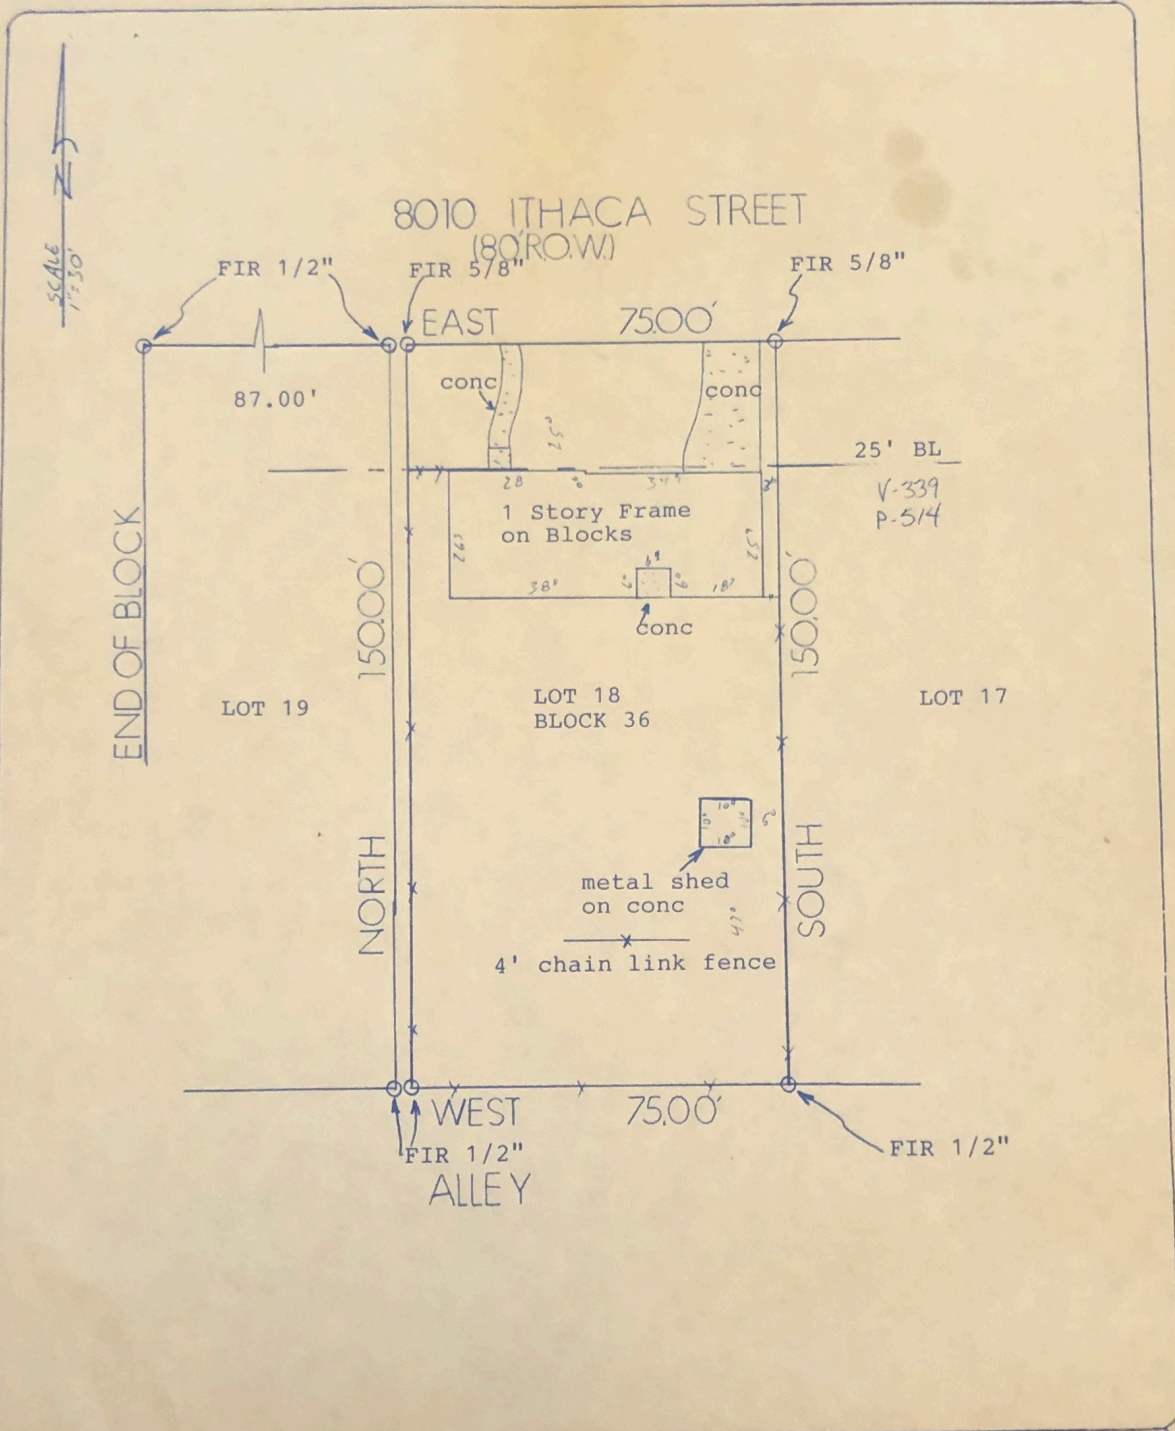 N
SCALE
1"=30'
8010 ITHACA STREET
(80' R.O.W.)
FIR 1/2"
FIR 5/8"
FIR 5/8"
EAST 75.00'
87.00'
conc
conc
25' BL
V-339
P-514
28
1 Story Frame
on Blocks
38'
18'
conc
END OF BLOCK
150.00'
150.00'
LOT 19
LOT 18
BLOCK 36
LOT 17
NORTH
SOUTH
metal shed
on conc
4' chain link fence
WEST 75.00'
FIR 1/2"
FIR 1/2"
ALLEY